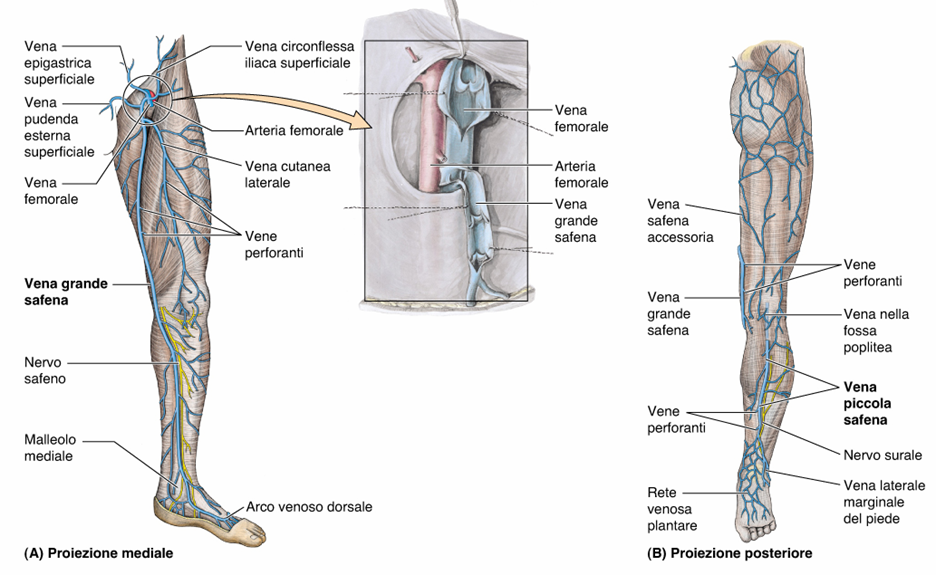 Vena
epigastrica
superficiale
Vena
pudenda
esterna
superficiale
Vena
femorale
Vena grande
safena
Nervo
safeno
Malleolo
mediale
Vena circonflessa
iliaca superficiale
Arteria femorale
Vena cutanea
laterale
Vene
perforanti
Arco venoso dorsale
(A) Proiezione mediale
Vena
femorale
Arteria
femorale
Vena
grande
safena
Vena
safena
accessoria
Vena
grande
safena
Vene
perforanti
Rete
venosa
plantare
Vene
perforanti
Vena nella
fossa
poplitea
Vena
piccola
safena
Nervo surale
Vena laterale
marginale
del piede
(B) Proiezione posteriore